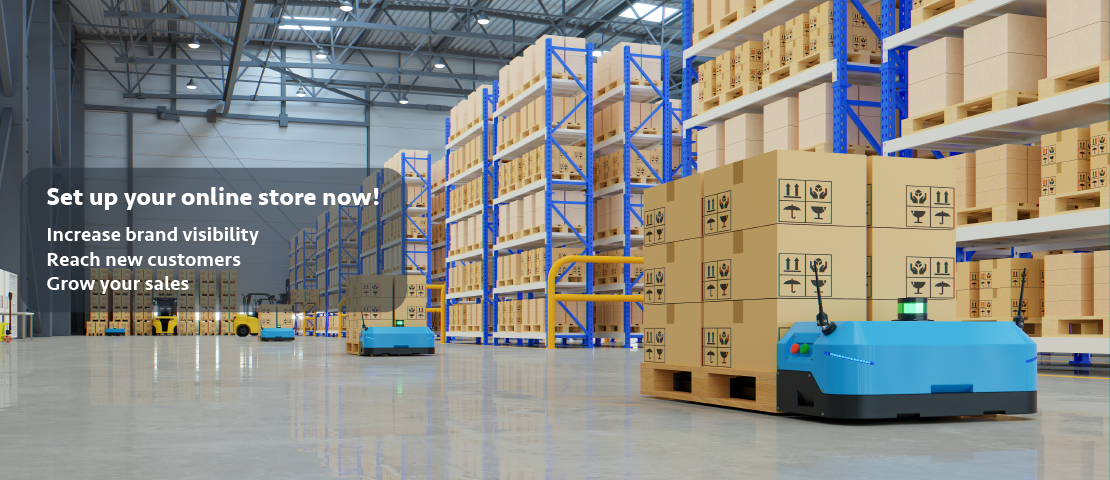 Set up your online store now!
Increase brand visibility
Reach new customers
Grow your sales